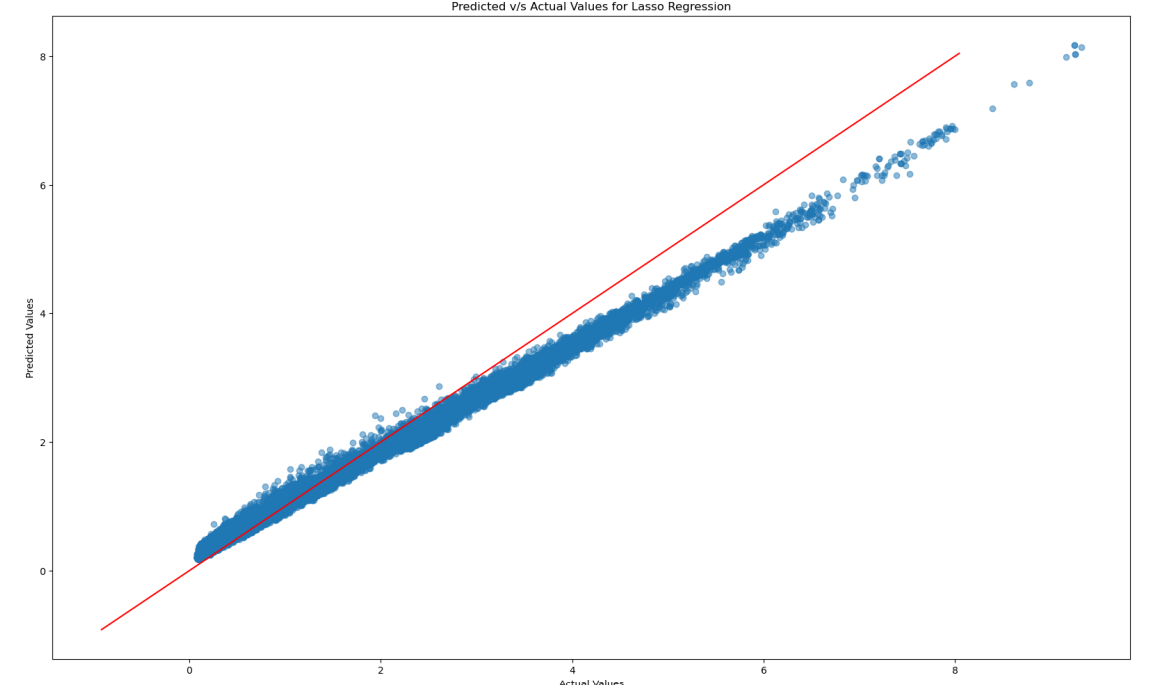 Predicted v/s Actual Values for Lasso Regression
8
6
4
2
0
Predicted Values
0 2 4 6 8
Actual Values